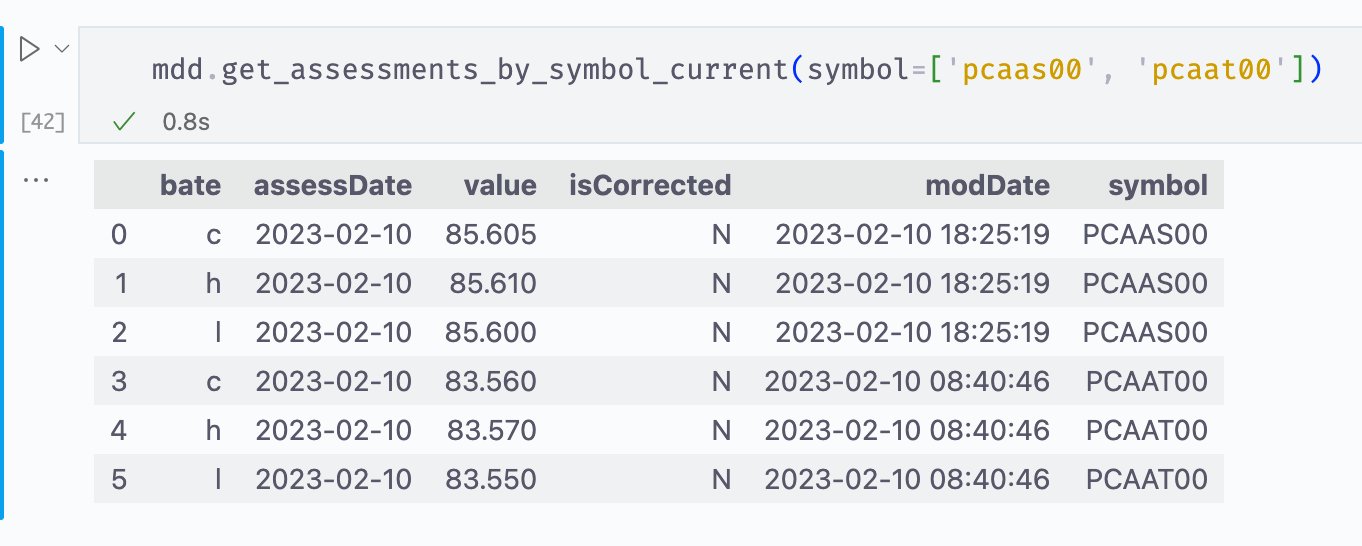 mdd.get_assessments_by_symbol_current(symbol=['pcaas00', 'pcaat00'])
[42] 0.8s
...
bate assessDate value isCorrected modDate symbol
0 c 2023-02-10 85.605 N 2023-02-10 18:25:19 PCAAS00
1 h 2023-02-10 85.610 N 2023-02-10 18:25:19 PCAAS00
2 l 2023-02-10 85.600 N 2023-02-10 18:25:19 PCAAS00
3 c 2023-02-10 83.560 N 2023-02-10 08:40:46 PCAAT00
4 h 2023-02-10 83.570 N 2023-02-10 08:40:46 PCAAT00
5 l 2023-02-10 83.550 N 2023-02-10 08:40:46 PCAAT00